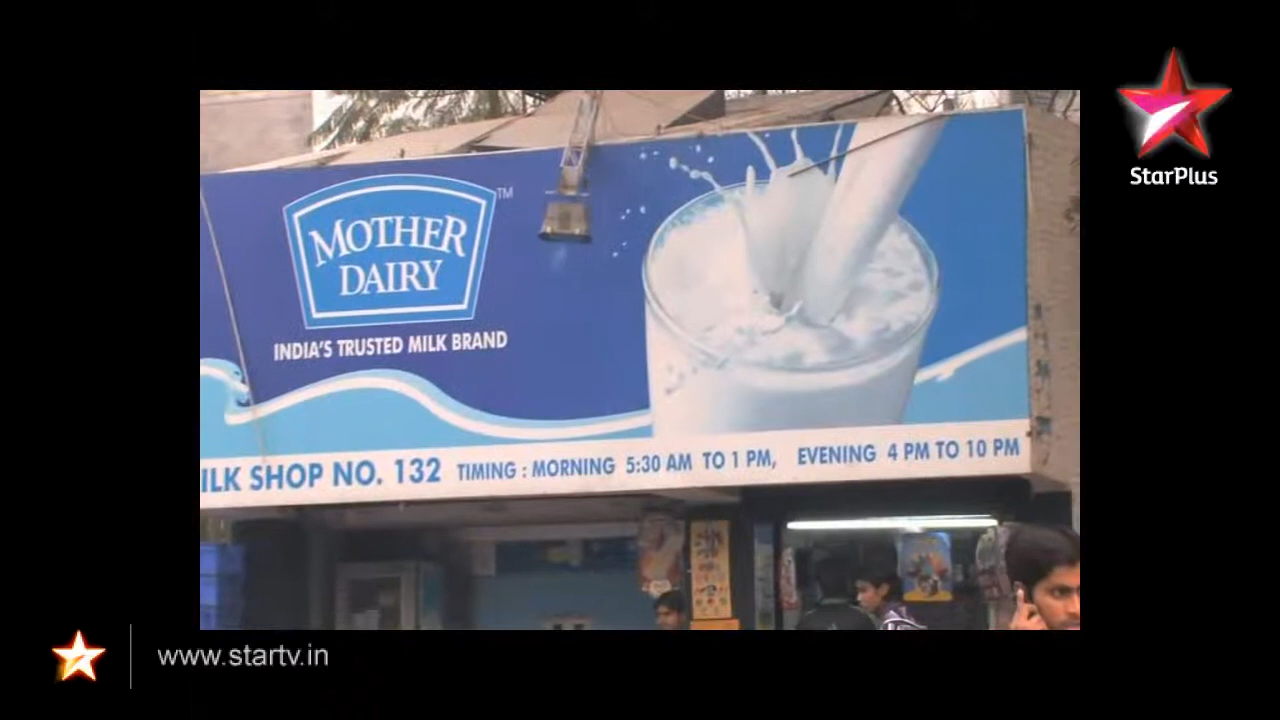 StarPlus
MOTHER
DAIRY
TM
INDIA'S TRUSTED MILK BRAND
ILK SHOP NO. 132 TIMING : MORNING 5:30 AM TO 1 PM, EVENING 4 PM TO 10 PM
www.startv.in